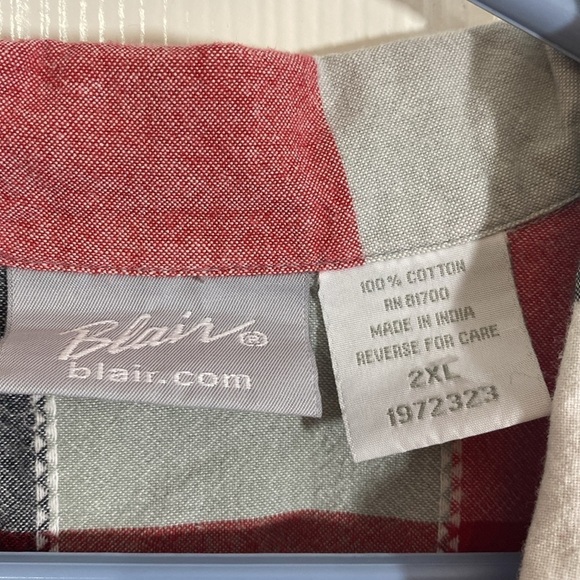 Blair®
blair.com
100% COTTON
RN 81700
MADE IN INDIA
REVERSE FOR CARE
2XL
1972323